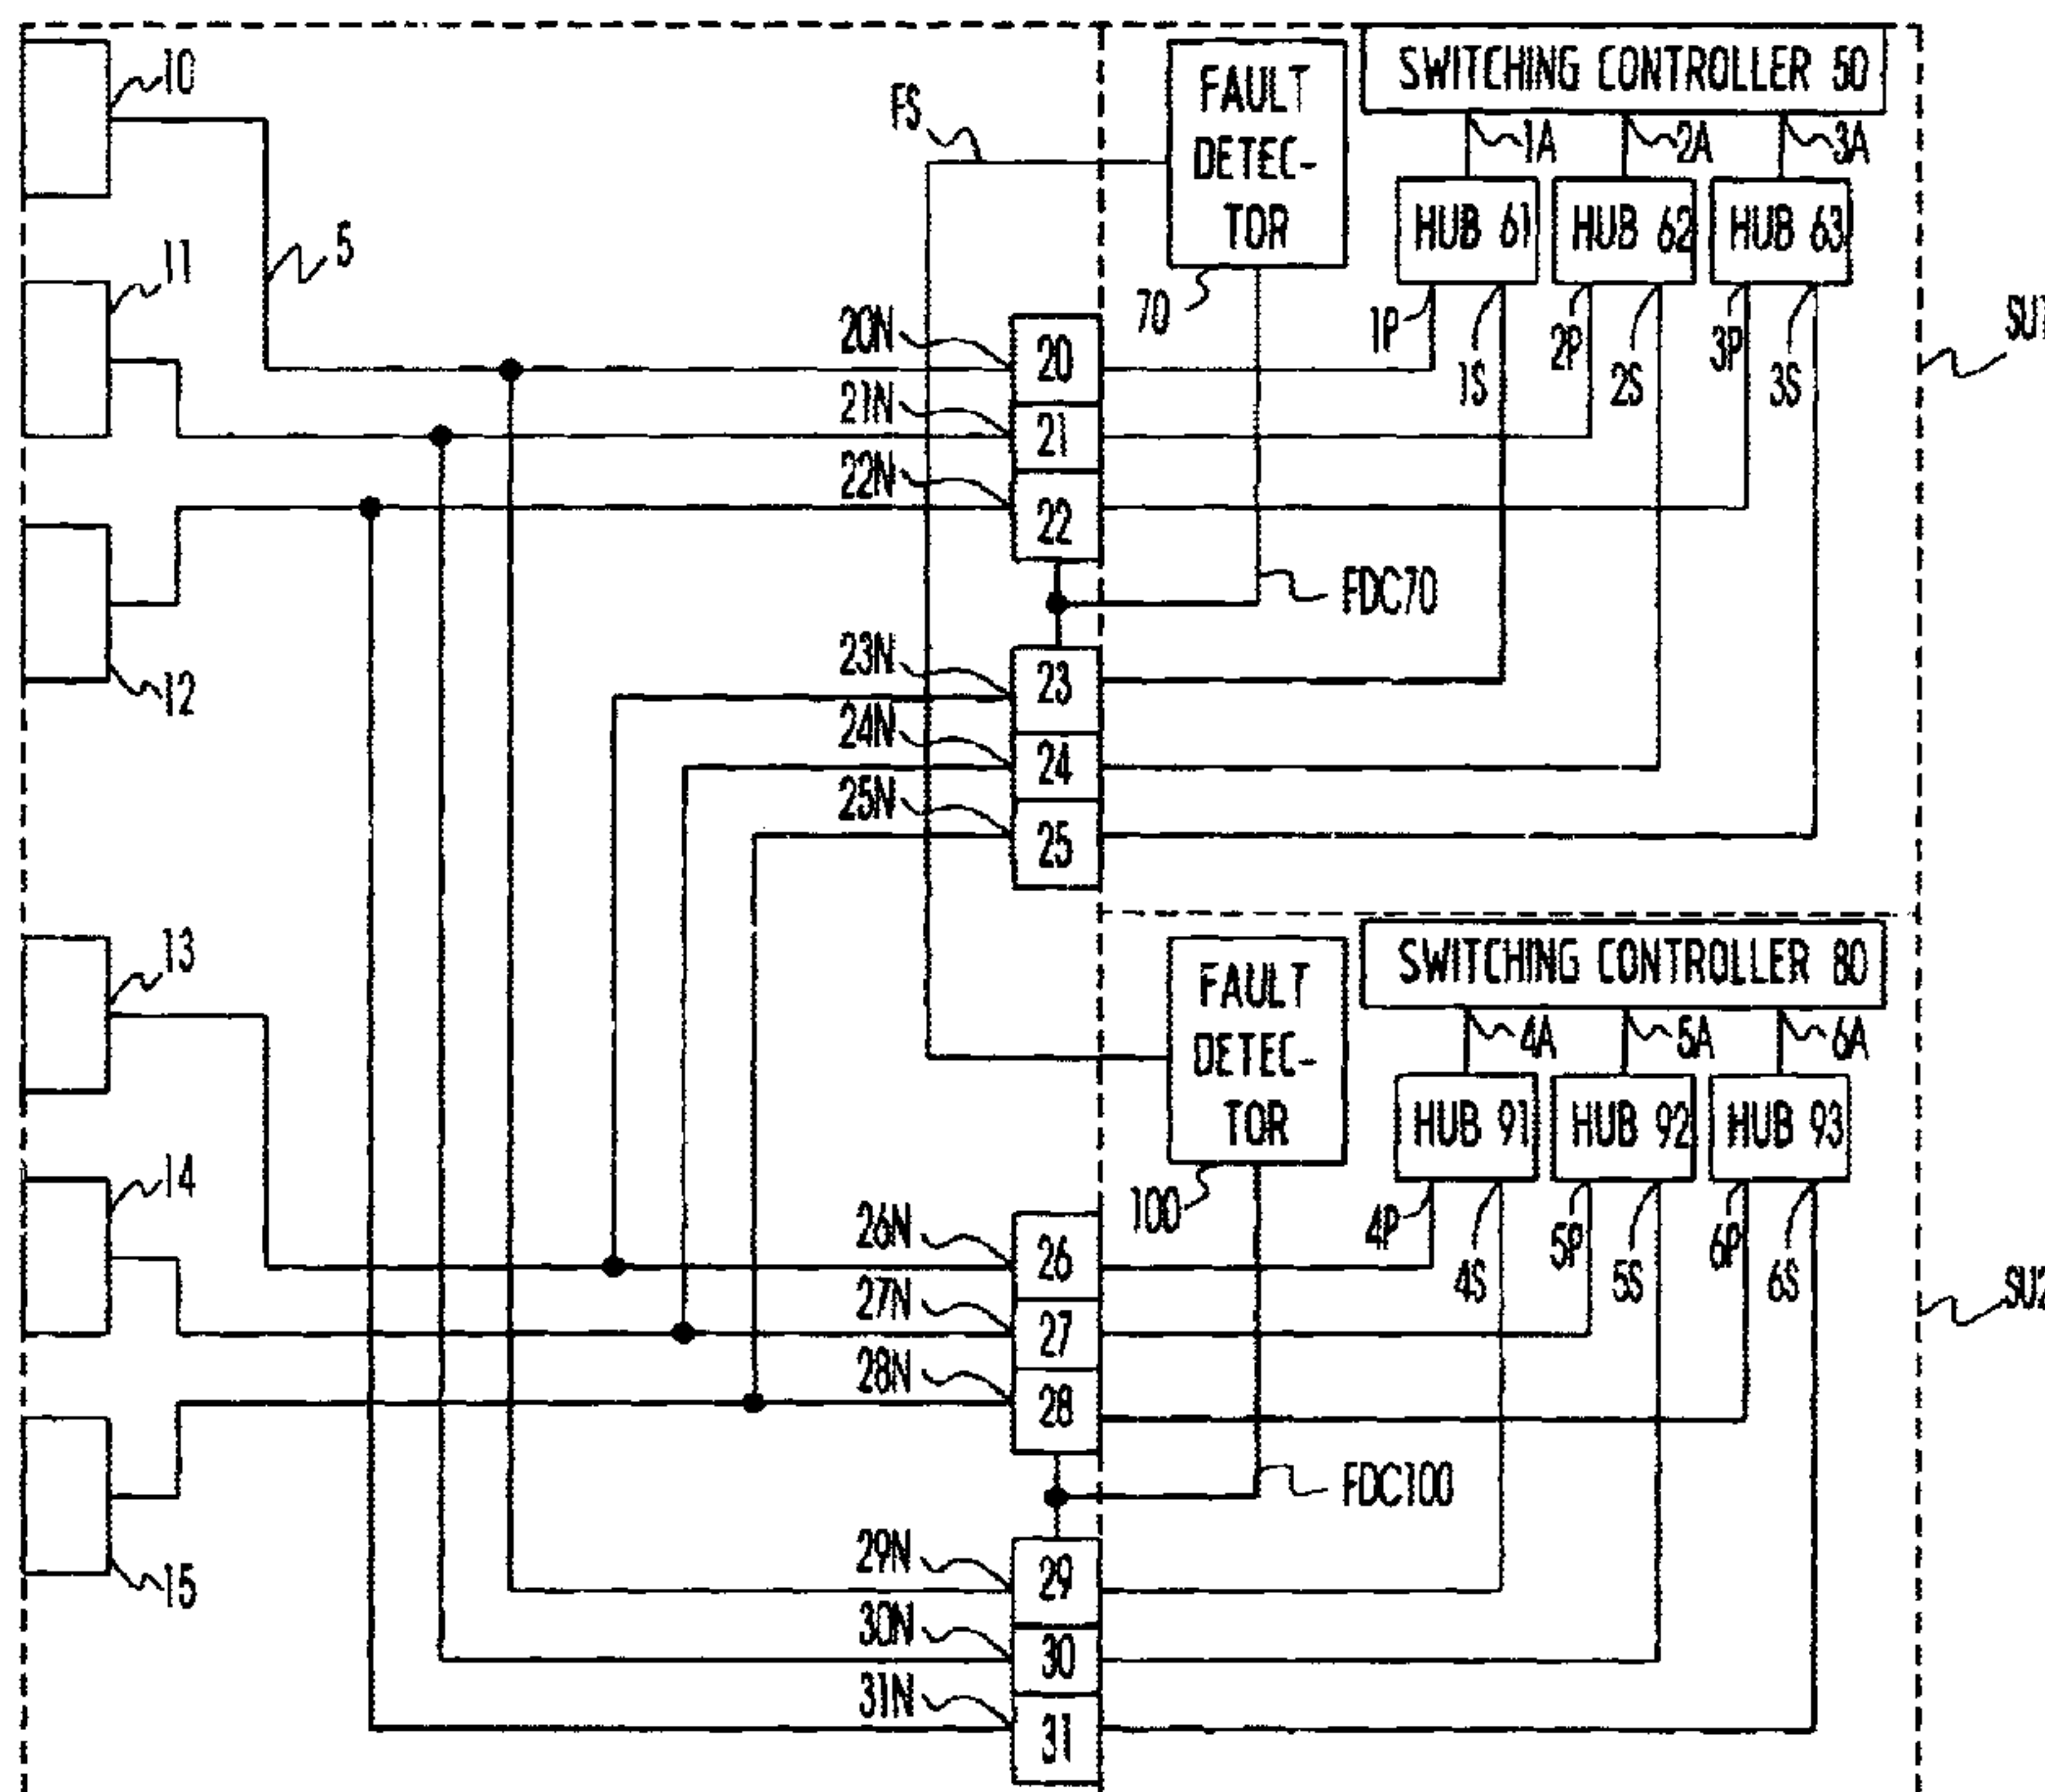 10
FAULT
DETEC-
TOR
SWITCHING CONTROLLER 50
FS
1A
2A
3A
HUB 61
HUB 62
HUB 63
5
11
70
1P
1S
2P
2S
3P
3S
SU1
20N
20
21N
21
22N
22
FDC70
12
23N
23
24N
24
25N
25
13
FAULT
DETEC-
TOR
SWITCHING CONTROLLER 80
4A
5A
6A
HUB 91
HUB 92
HUB 93
14
100
4P
4S
5P
5S
6P
6S
SU2
26N
26
27N
27
28N
28
FDC100
15
29N
29
30N
30
31N
31